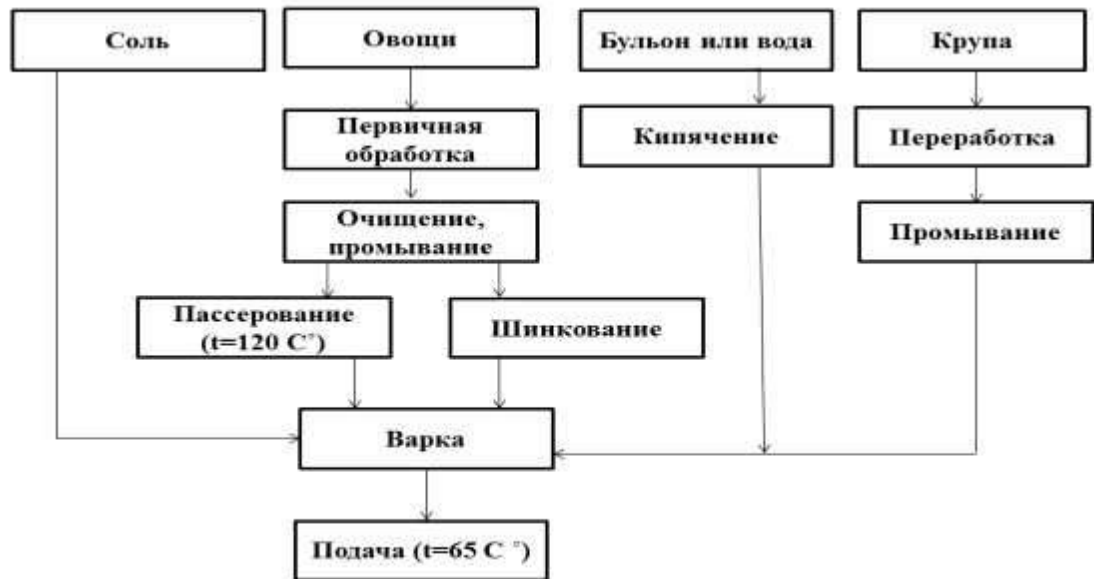 Соль
Овощи
Бульон или вода
Крупа
Первичная
обработка
Кипячение
Переработка
Очищение,
промывание
Промывание
Пассерование
(t=120 C°)
Шинкование
Варка
Подача (t=65 C °)